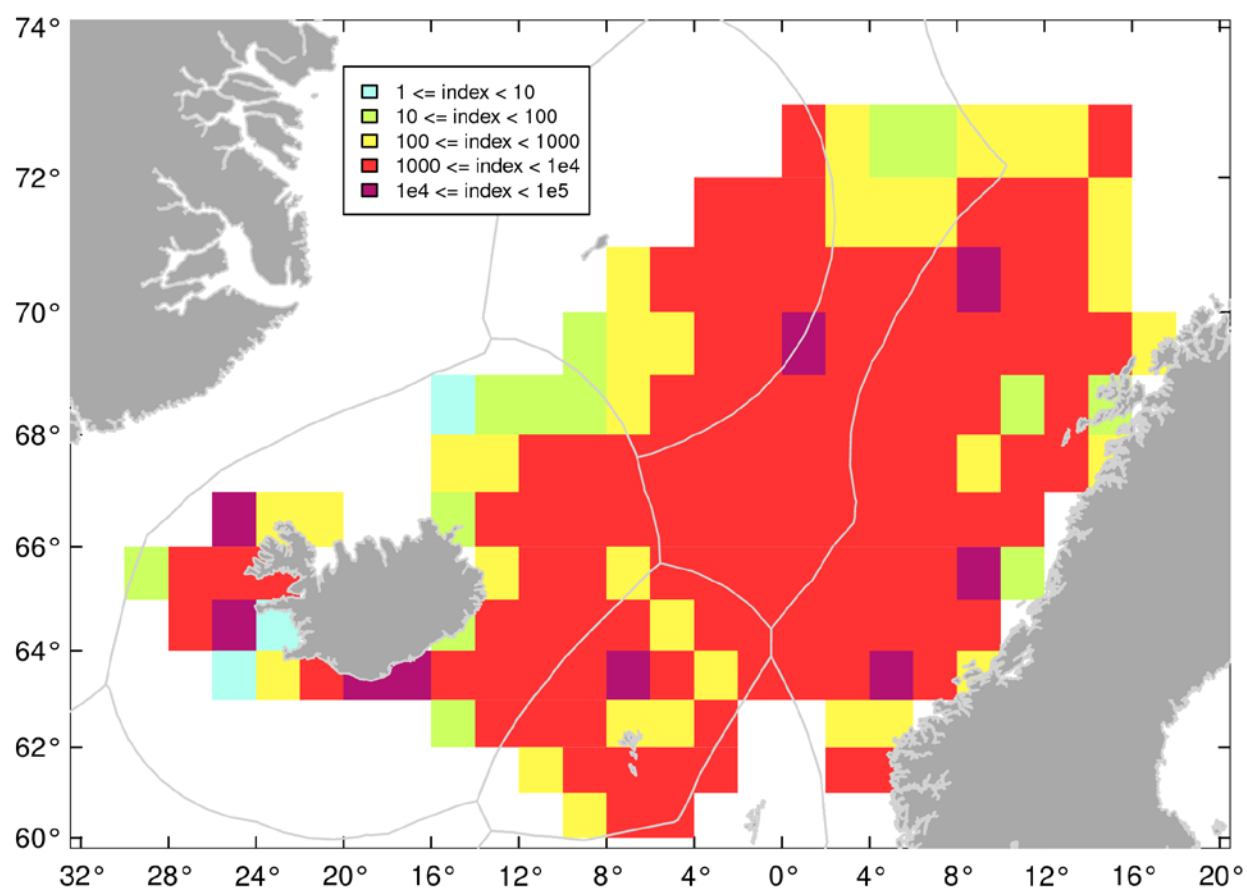 74°
72°
70°
68°
66°
64°
62°
60°
1 <= index < 10
10 <= index < 100
100 <= index < 1000
1000 <= index < 1e4
1e4 <= index < 1e5
32° 28° 24° 20° 16° 12° 8° 4° 0° 4° 8° 12° 16° 20°